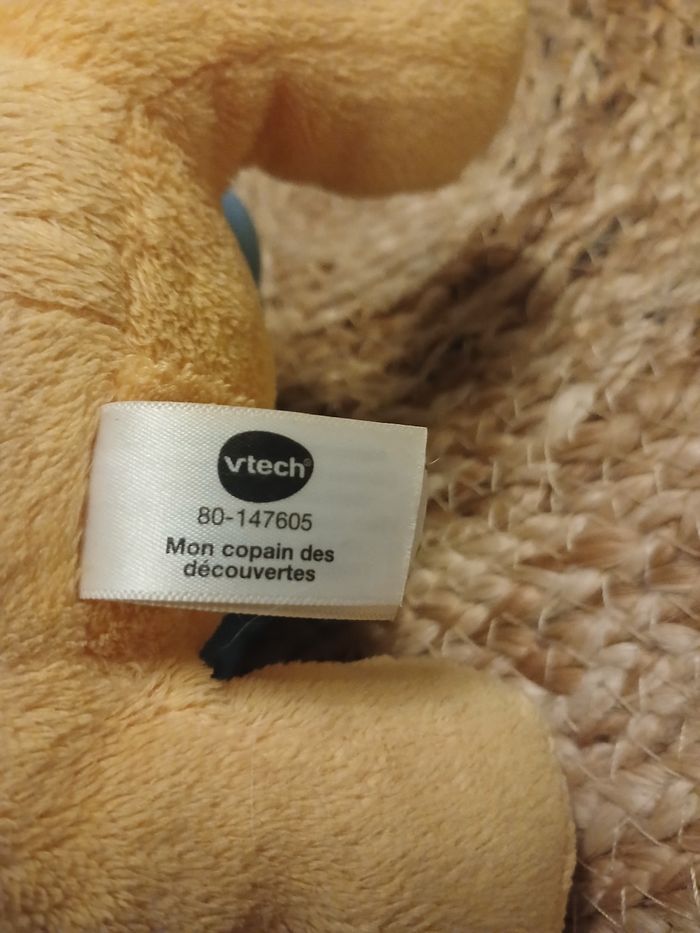 vtech®
80-147605
Mon copain des
découvertes